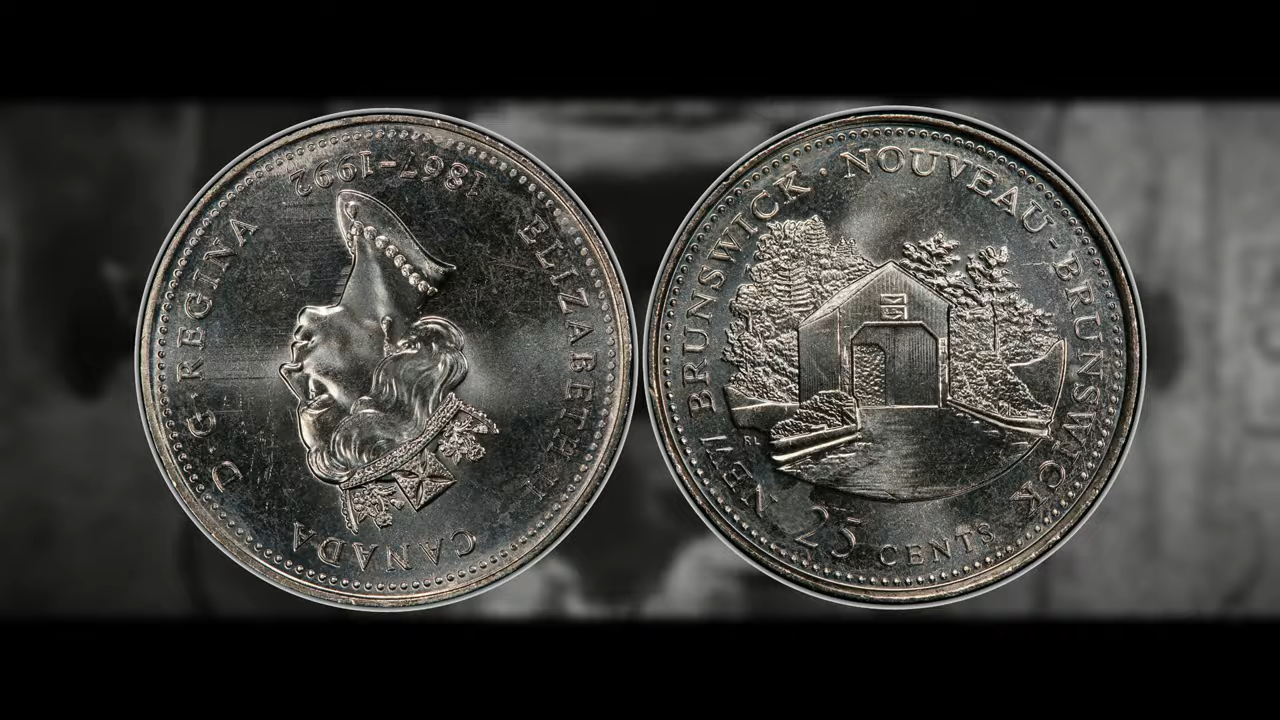 ELIZABETH II
D·G·REGINA
CANADA
1867-1992
NEW BRUNSWICK · NOUVEAU-BRUNSWICK
RL
25 CENTS